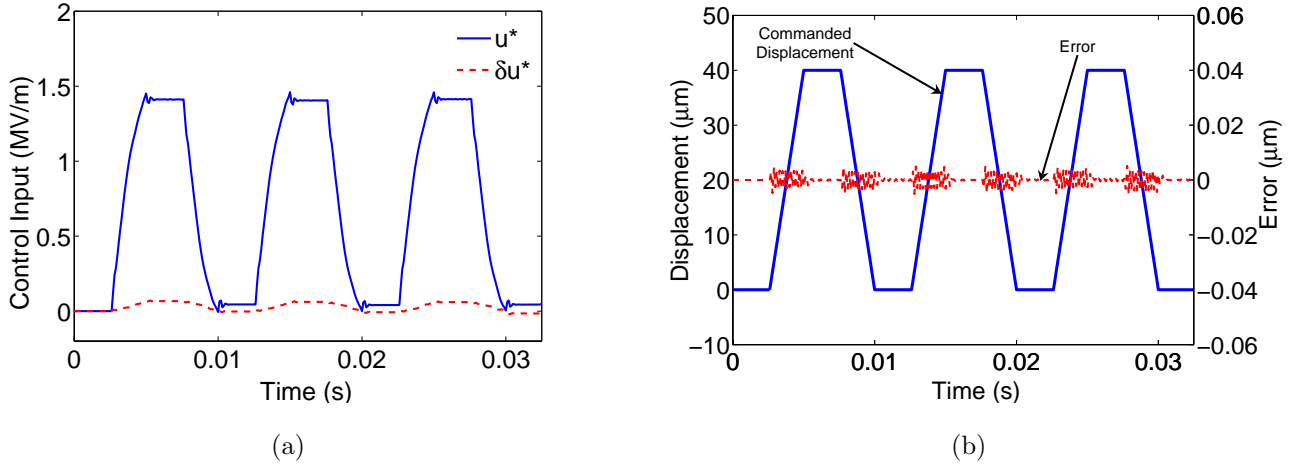 2
1.5
1
0.5
0
Control Input (MV/m)
u*
δu*
0
0.01
0.02
0.03
Time (s)
(a)
50
40
30
20
10
0
−10
Displacement (μm)
Commanded
Displacement
Error
0.06
0.04
0.02
0
−0.02
−0.04
−0.06
Error (μm)
0
0.01
0.02
0.03
Time (s)
(b)